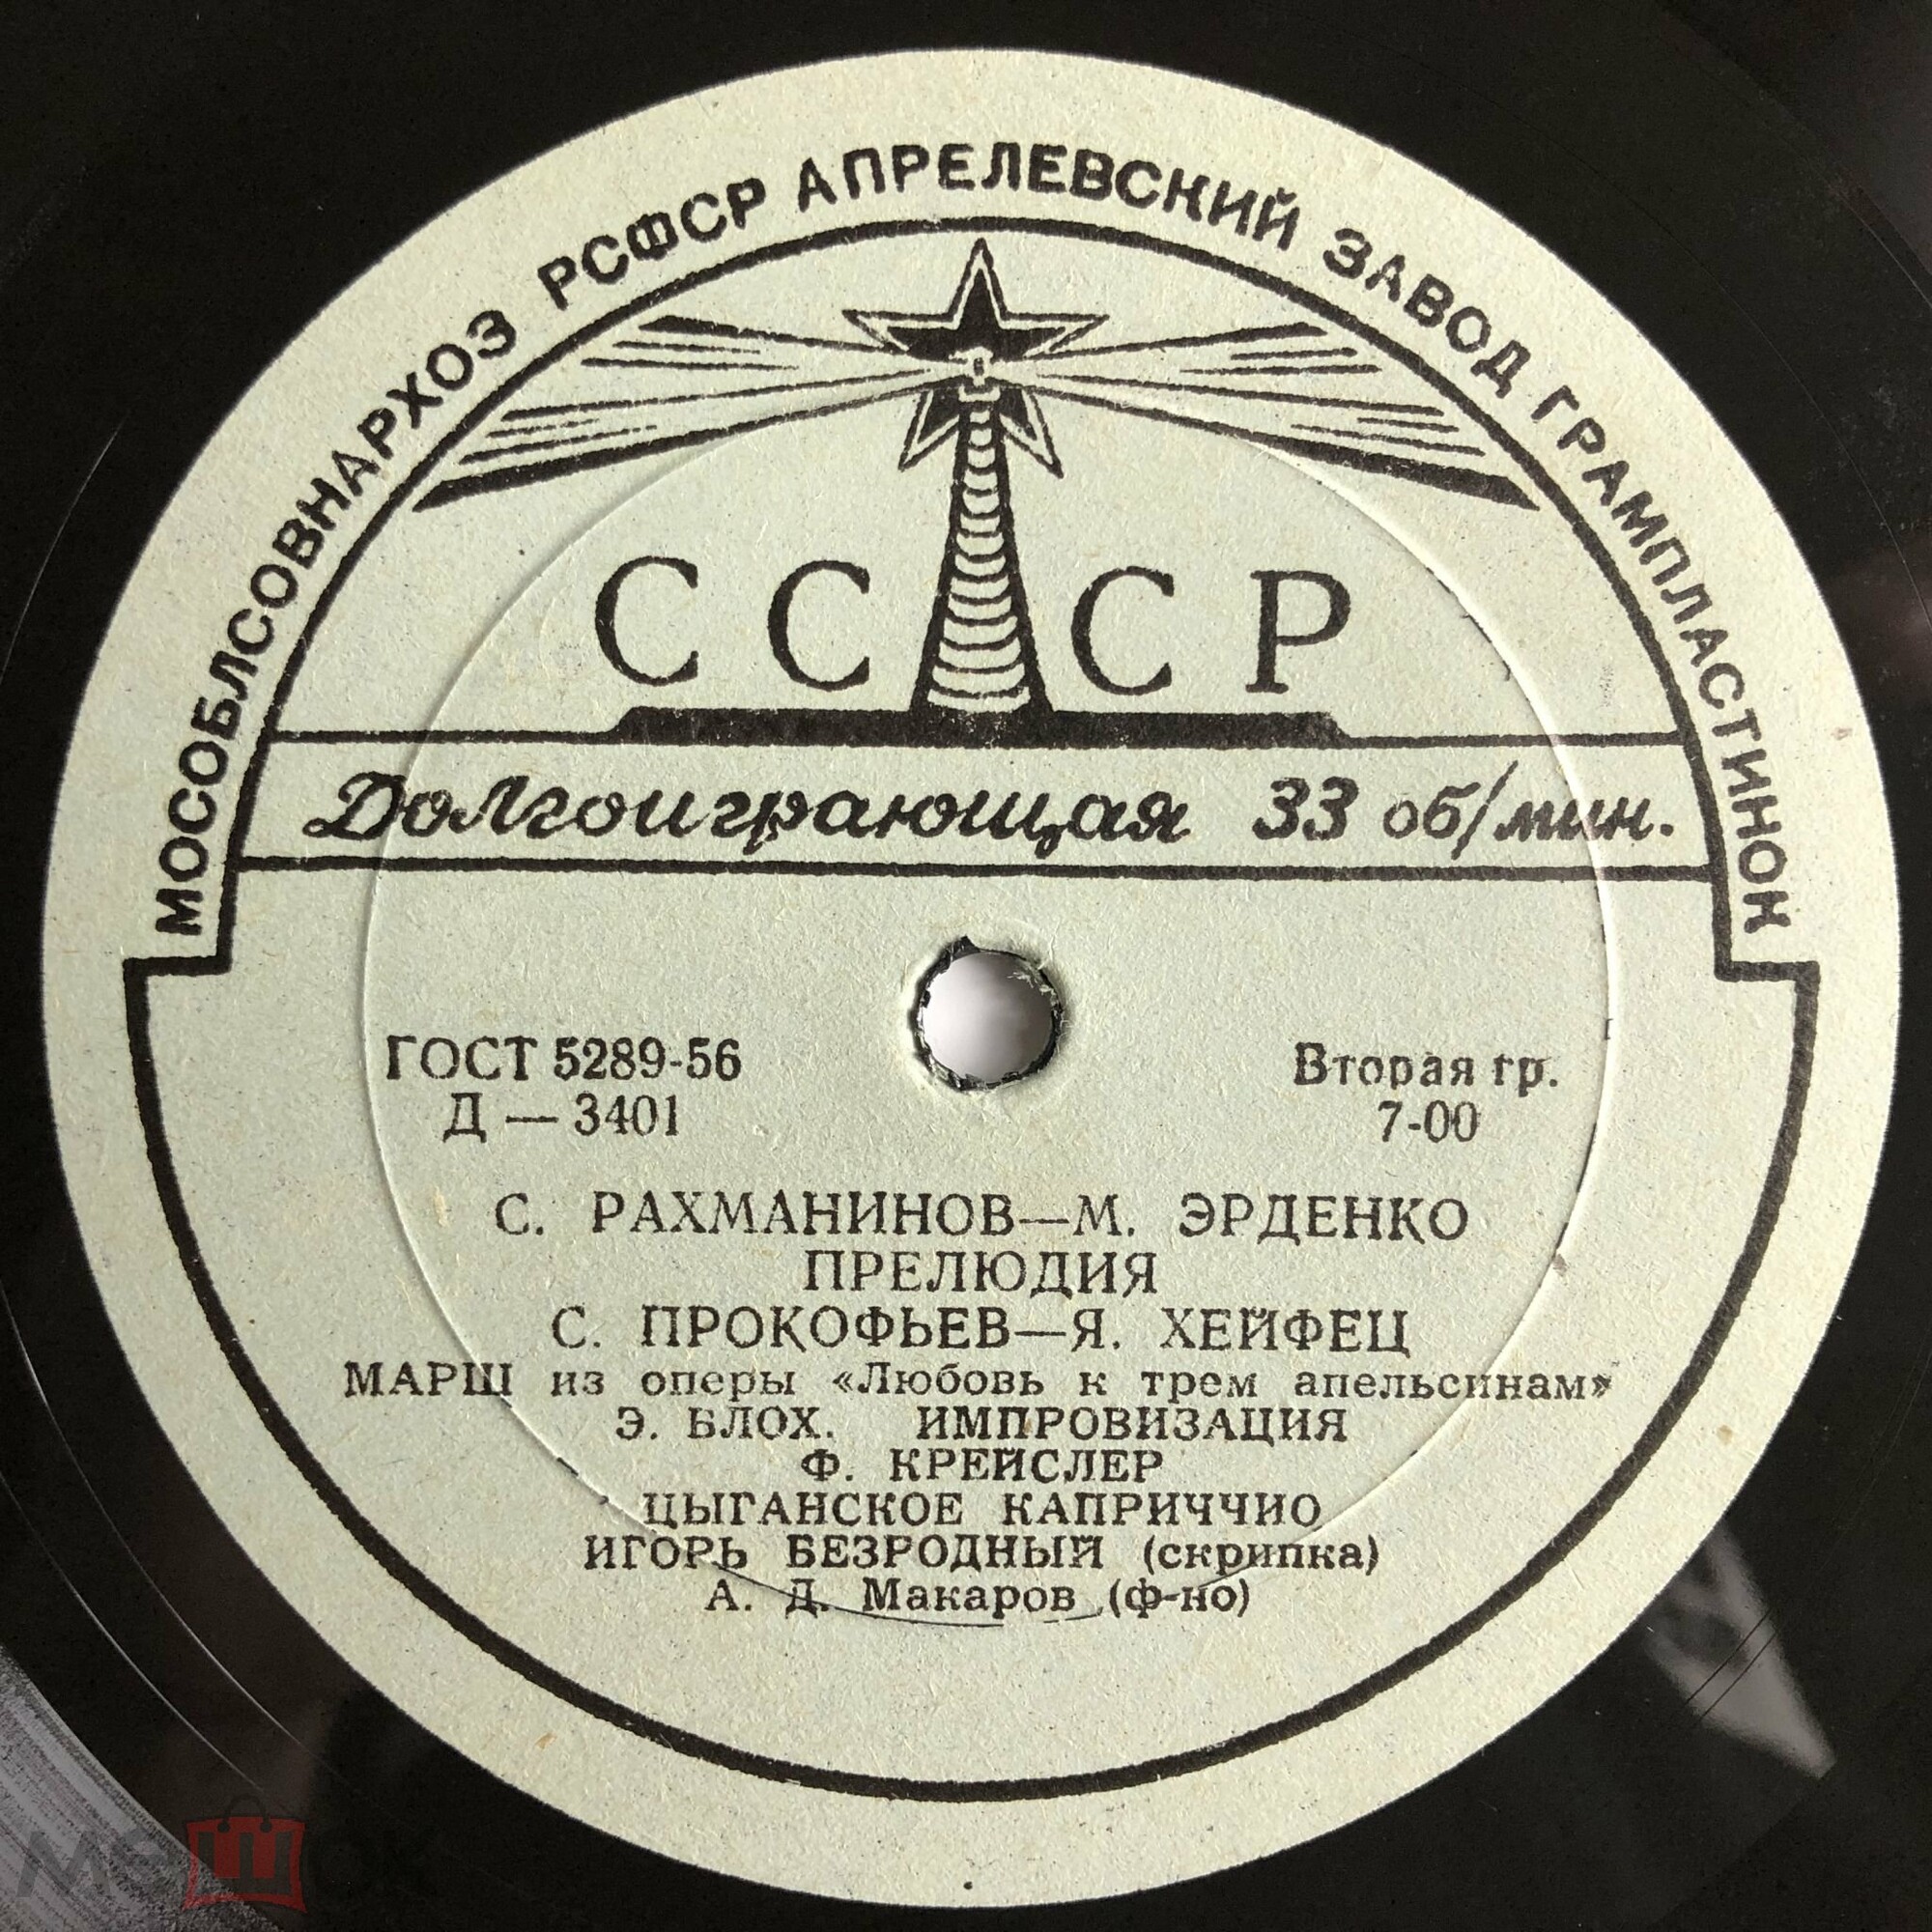 МОСОБЛСОВНАРХОЗ РСФСР АПРЕЛЕВСКИЙ ЗАВОД ГРАМПЛАСТИНОК
СССР
Долгоиграющая 33 об/мин.
ГОСТ 5289-56
Д — 3401
Вторая гр.
7-00
С. РАХМАНИНОВ—М. ЭРДЕНКО
ПРЕЛЮДИЯ
С. ПРОКОФЬЕВ—Я. ХЕЙФЕЦ
МАРШ из оперы «Любовь к трем апельсинам»
Э. БЛОХ. ИМПРОВИЗАЦИЯ
Ф. КРЕЙСЛЕР
ЦЫГАНСКОЕ КАПРИЧЧИО
ИГОРЬ БЕЗРОДНЫЙ (скрипка)
А. Д. Макаров (ф-но)
мешок